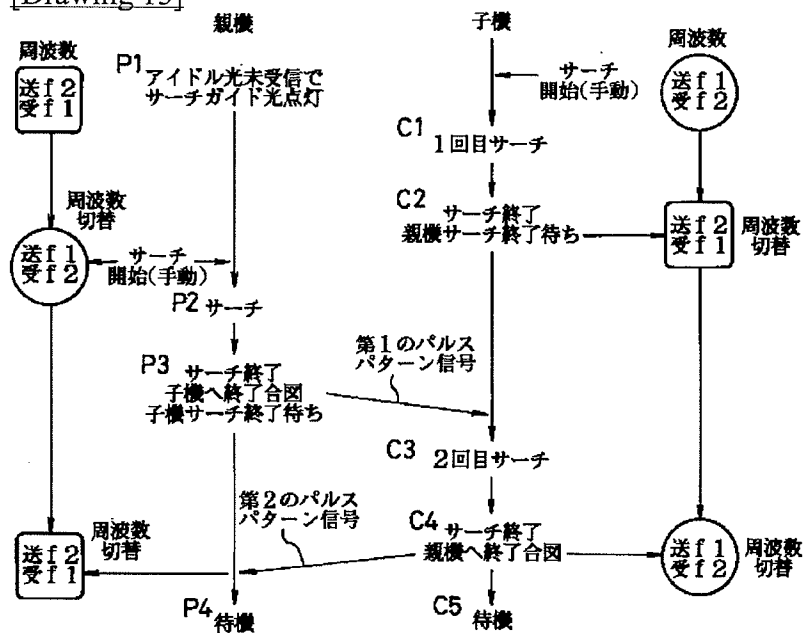 [Drawing 15]
親機
子機
周波数
送f2
受f1
P1
アイドル光未受信で
サーチガイド光点灯
サーチ
開始(手動)
周波数
送f1
受f2
C1
1回目サーチ
C2
サーチ終了
親機サーチ終了待ち
送f2
受f1
周波数
切替
周波数
切替
送f1
受f2
サーチ
開始(手動)
P2 サーチ
P3
サーチ終了
子機へ終了合図
子機サーチ終了待ち
第1のパルス
パターン信号
C3
2回目サーチ
第2のパルス
パターン信号
C4
サーチ終了
親機へ終了合図
送f1
受f2
周波数
切替
送f2
受f1
周波数
切替
P4 待機
C5
待機